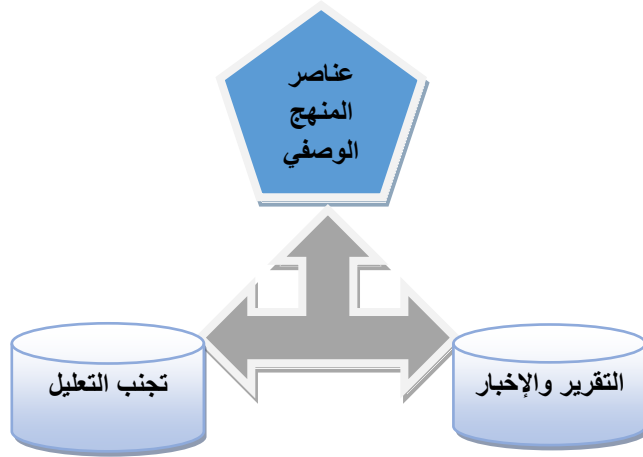 عناصر
المنهج
الوصفي
التقرير والإخبار
تجنب التعليل